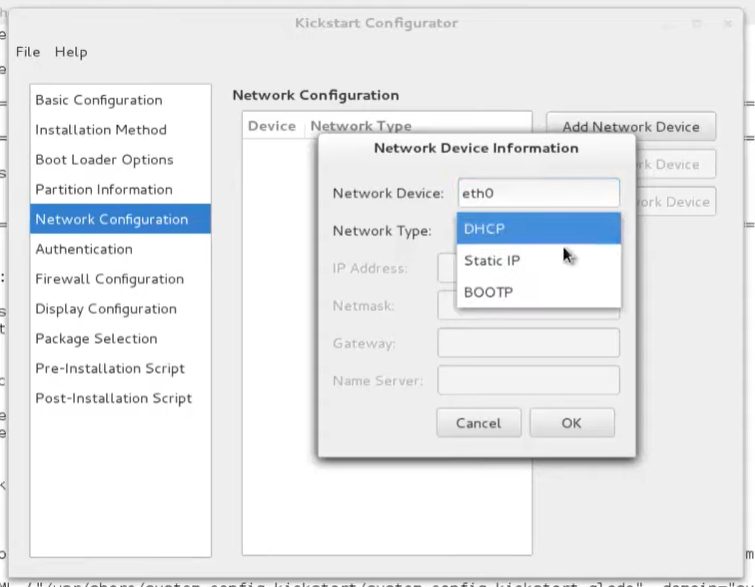 Kickstart Configurator
File Help
Basic Configuration
Installation Method
Boot Loader Options
Partition Information
Network Configuration
Authentication
Firewall Configuration
Display Configuration
Package Selection
Pre-Installation Script
Post-Installation Script
Network Configuration
Device Network Type
Add Network Device
rk Device
ork Device
Network Device Information
Network Device: eth0
Network Type: DHCP
Static IP
BOOTP
IP Address:
Netmask:
Gateway:
Name Server:
Cancel OK